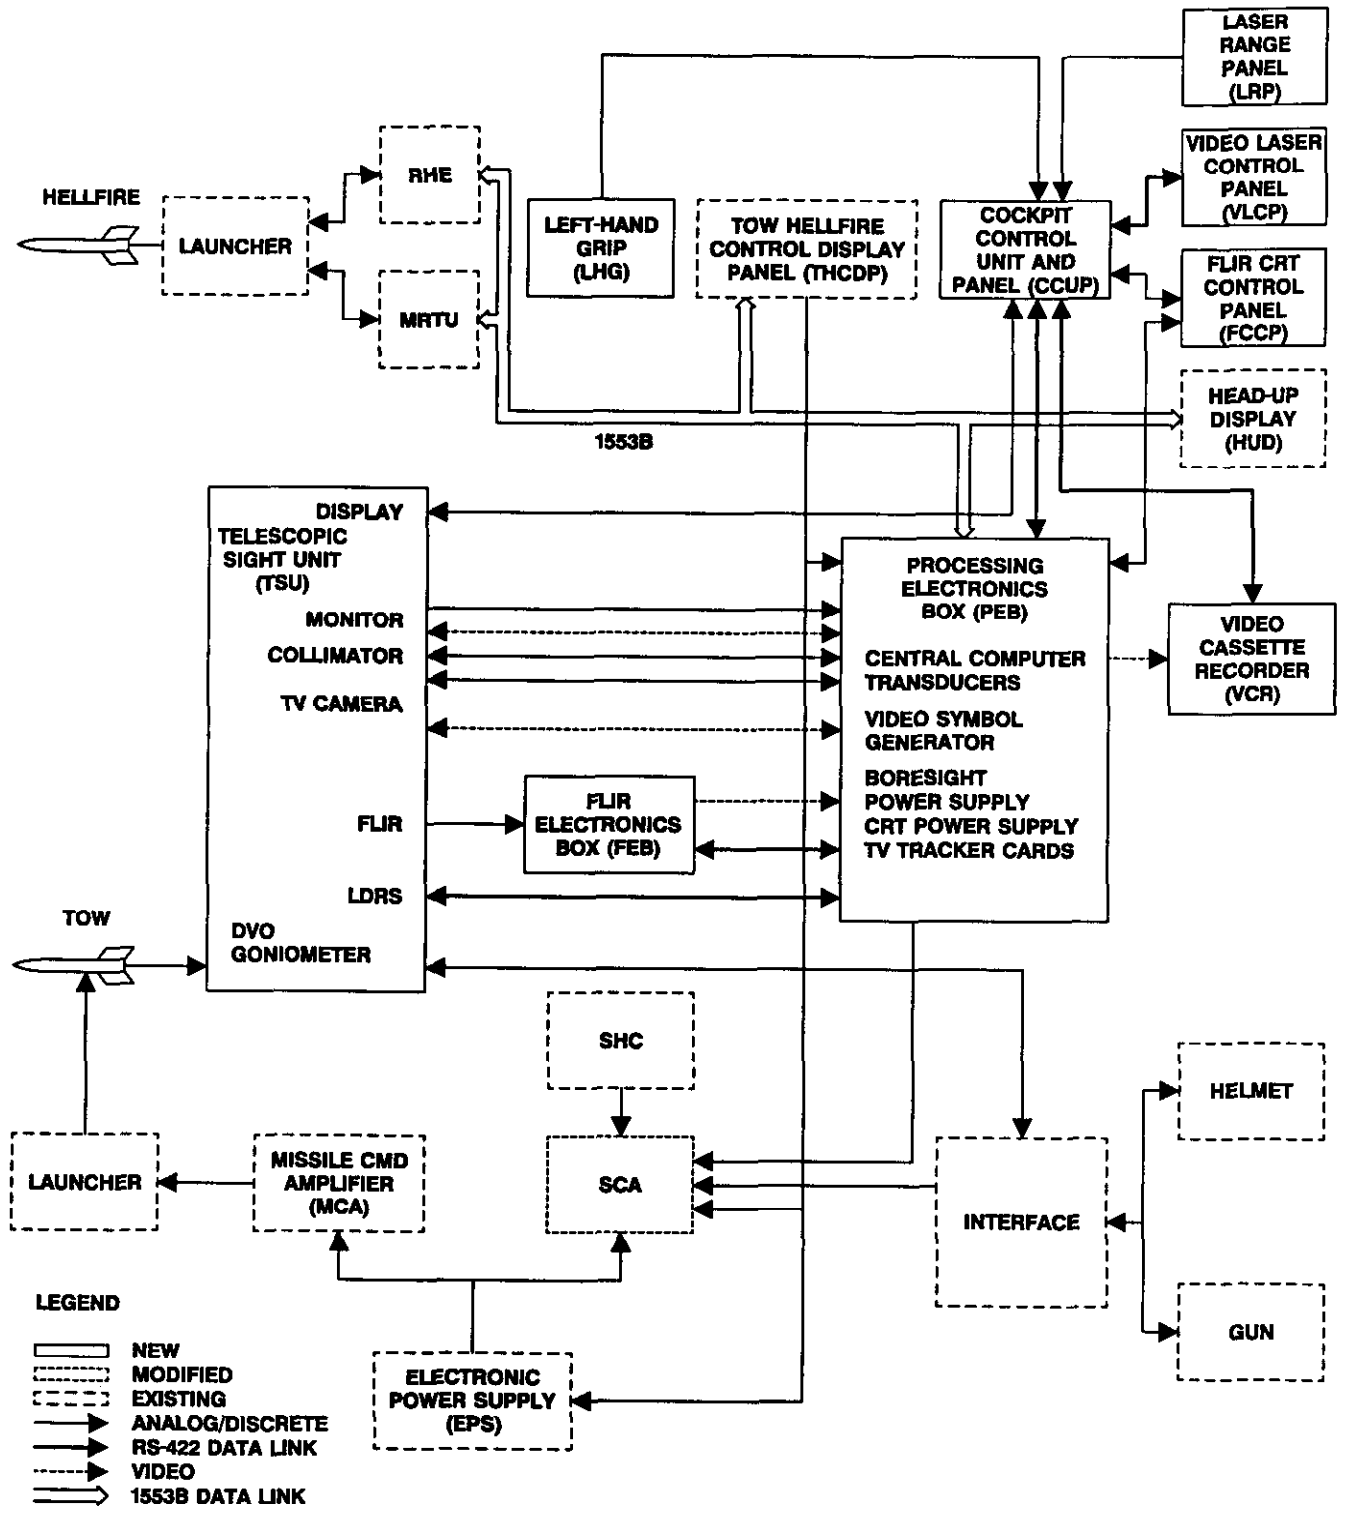 LASER
RANGE
PANEL
(LRP)
VIDEO LASER
CONTROL
PANEL
(VLCP)
RHE
HELLFIRE
LAUNCHER
LEFT-HAND
GRIP
(LHG)
TOW HELLFIRE
CONTROL DISPLAY
PANEL (THCDP)
COCKPIT
CONTROL
UNIT AND
PANEL (CCUP)
FLIR CRT
CONTROL
PANEL
(FCCP)
MRTU
HEAD-UP
DISPLAY
(HUD)
1553B
DISPLAY
TELESCOPIC
SIGHT UNIT
(TSU)
MONITOR
COLLIMATOR
TV CAMERA
FLIR
LDRS
DVO
GONIOMETER
FLIR
ELECTRONICS
BOX (FEB)
PROCESSING
ELECTRONICS
BOX (PEB)
CENTRAL COMPUTER
TRANSDUCERS
VIDEO SYMBOL
GENERATOR
BORESIGHT
POWER SUPPLY
CRT POWER SUPPLY
TV TRACKER CARDS
VIDEO
CASSETTE
RECORDER
(VCR)
TOW
SHC
HELMET
LAUNCHER
MISSILE CMD
AMPLIFIER
(MCA)
SCA
INTERFACE
GUN
ELECTRONIC
POWER SUPPLY
(EPS)
LEGEND
NEW
MODIFIED
EXISTING
ANALOG/DISCRETE
RS-422 DATA LINK
VIDEO
1553B DATA LINK